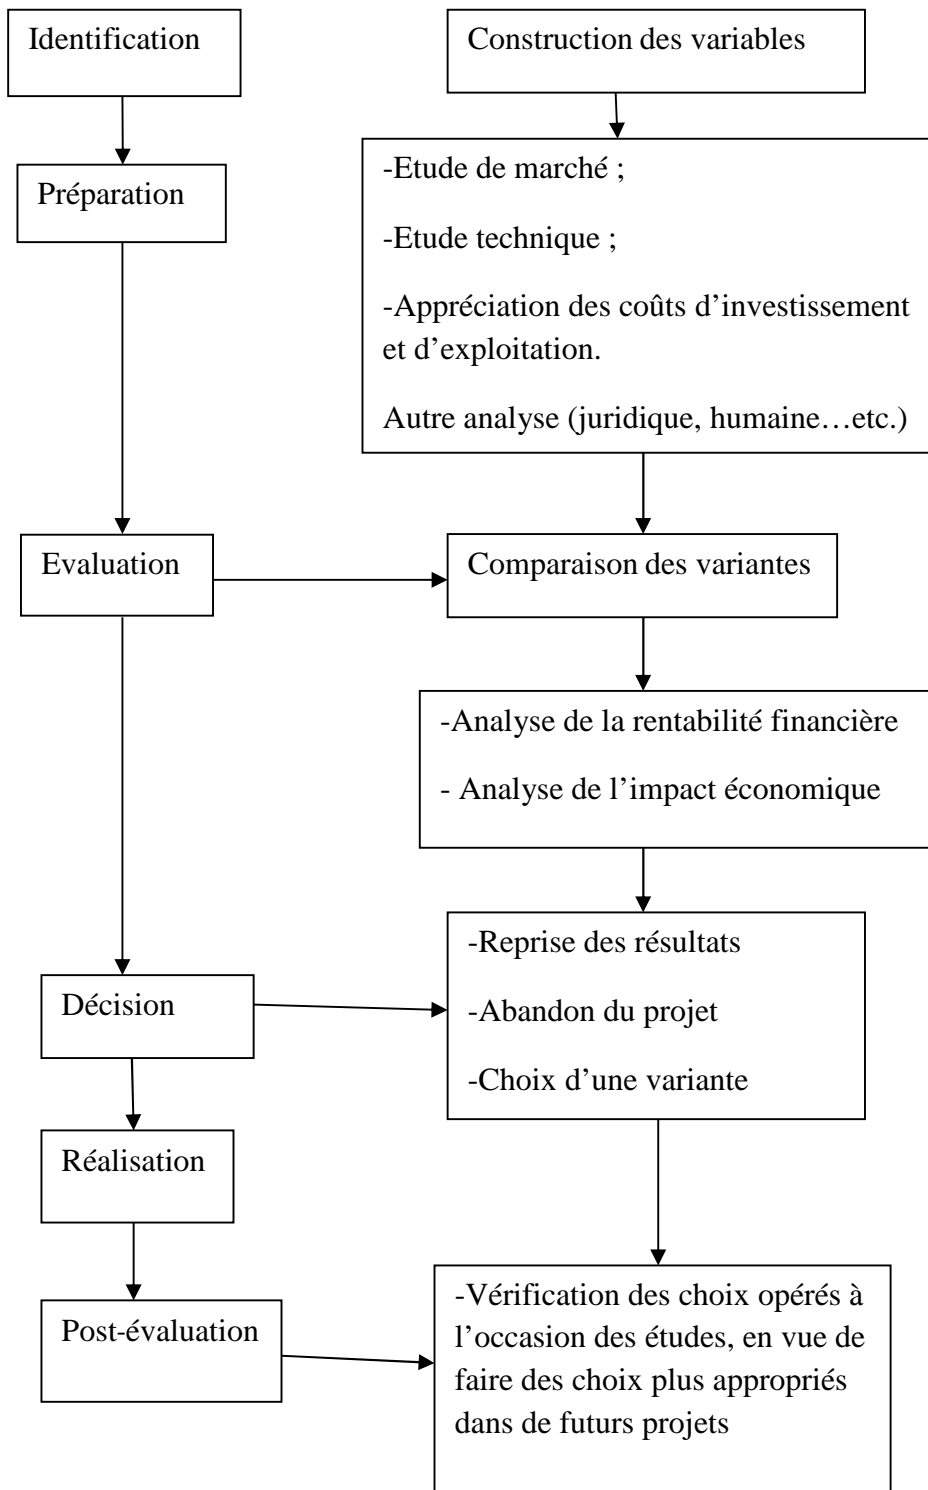 Identification
Construction des variables
Préparation
-Etude de marché ;
-Etude technique ;
-Appréciation des coûts d’investissement
et d’exploitation.
Autre analyse (juridique, humaine…etc.)
Evaluation
Comparaison des variantes
-Analyse de la rentabilité financière
- Analyse de l’impact économique
Décision
-Reprise des résultats
-Abandon du projet
-Choix d’une variante
Réalisation
Post-évaluation
-Vérification des choix opérés à
l’occasion des études, en vue de
faire des choix plus appropriés
dans de futurs projets